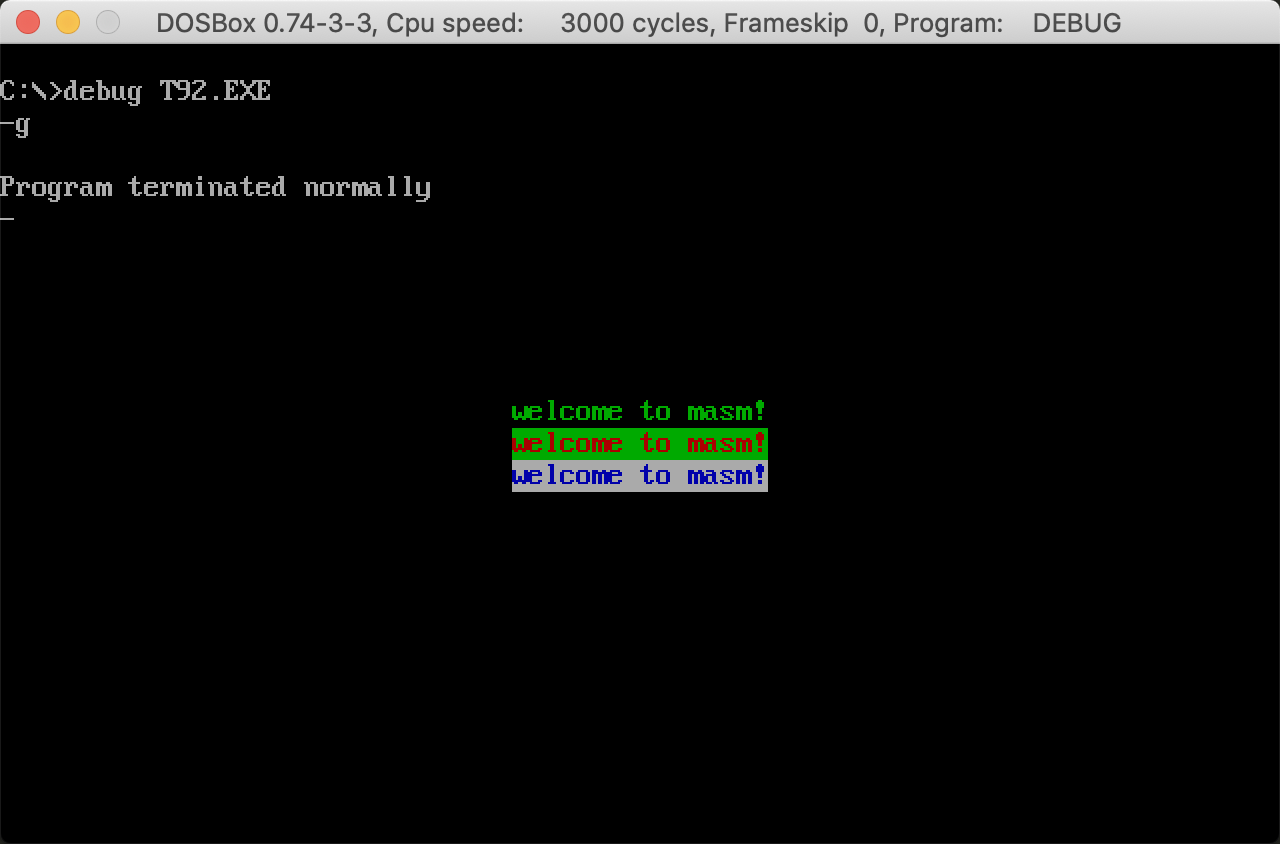 DOSBox 0.74-3-3, Cpu speed: 3000 cycles, Frameskip 0, Program: DEBUG
C:\>debug T92.EXE
-g
Program terminated normally
-
welcome to masm!
welcome to masm!
welcome to masm!